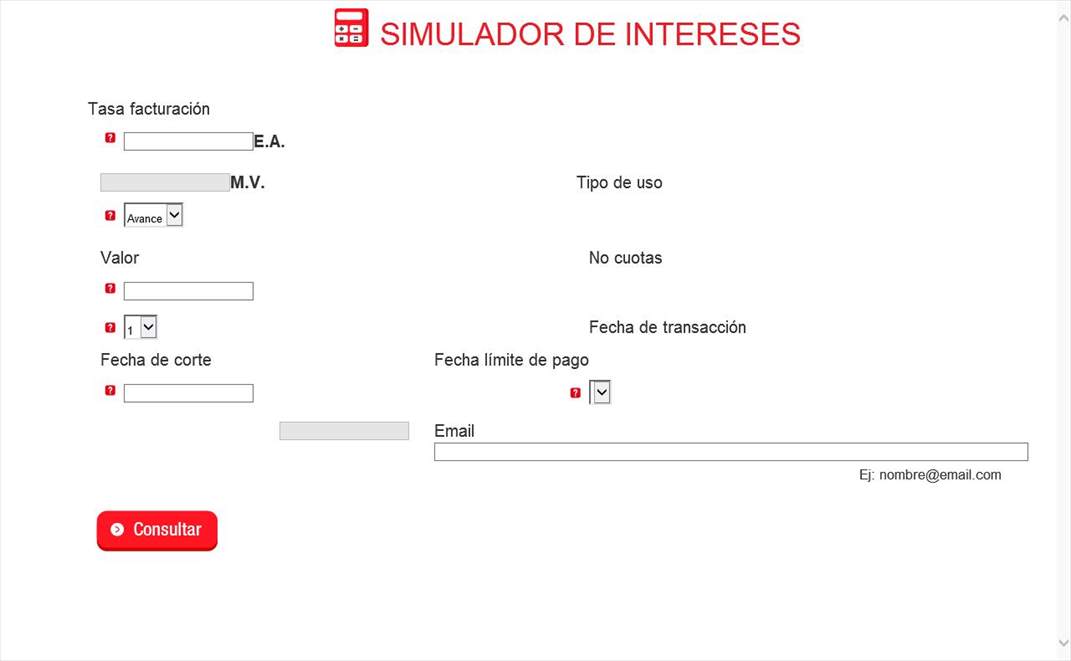 SIMULADOR DE INTERESES
Tasa facturación
? E.A.
M.V. Tipo de uso
? Avance
Valor No cuotas
?
? 1 Fecha de transacción
Fecha de corte Fecha límite de pago
? ?
Email
Ej: nombre@email.com
Consultar